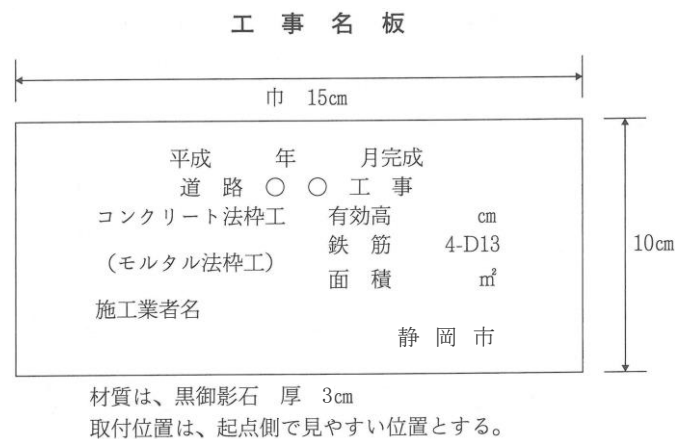 工事名板
巾 15㎝
平成 年 月完成
道路○○工事
コンクリート法枠工 有効高 ㎝
鉄筋 4-D13
（モルタル法枠工）
面積 ㎡
10㎝
施工業者名
静岡市
材質は、黒御影石 厚 3㎝
取付位置は、起点側で見やすい位置とする。